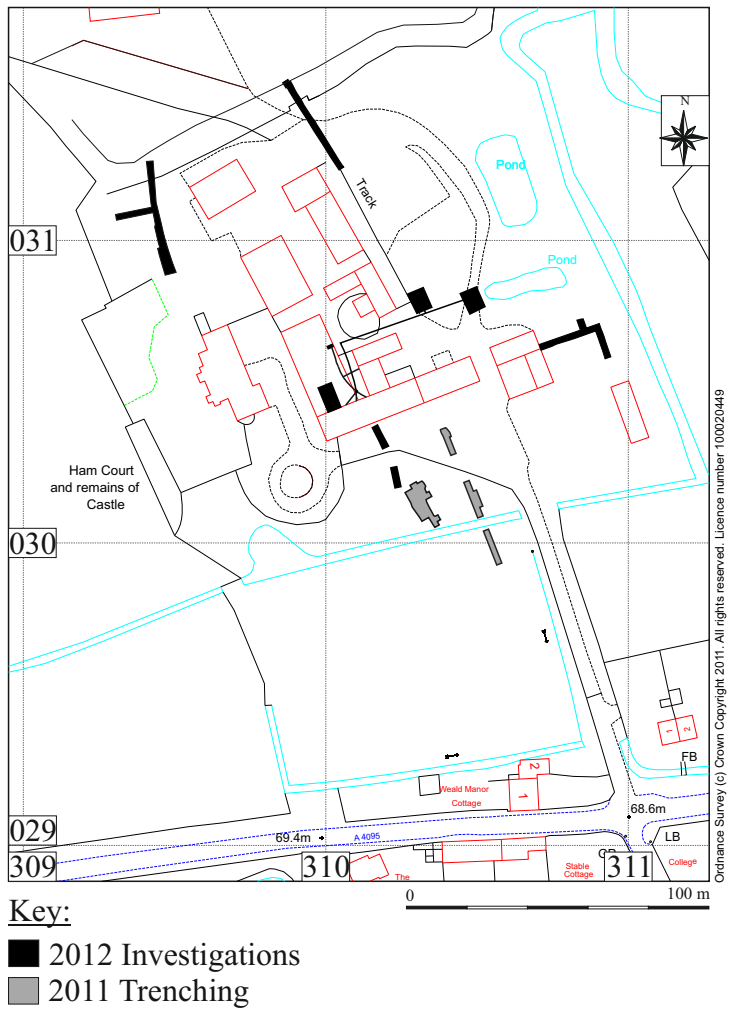 N
Pond
Track
031
Pond
Ham Court
and remains of
Castle
030
1
2
FB
2
Weald Manor
Cottage
1
68.6m
029
69.4m
A 4095
LB
309
310
The
Stable
Cottage
311
College
Ordnance Survey (c) Crown Copyright 2011. All rights reserved. Licence number 100020449
0
100 m
Key:
2012 Investigations
2011 Trenching